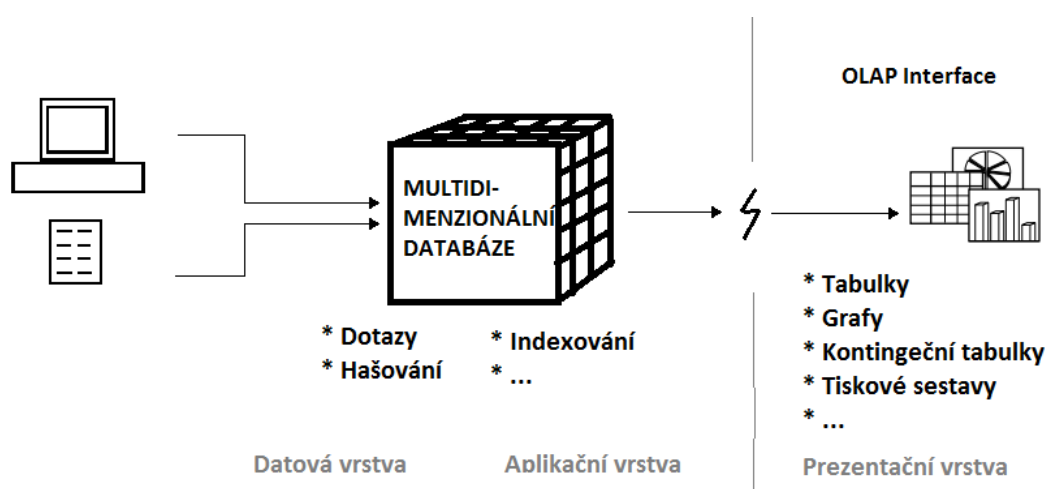 OLAP Interface
MULTIDI-
MENZIONÁLNÍ
DATABÁZE
* Dotazy
* Hašování
* Indexování
* ...
* Tabulky
* Grafy
* Kontingeční tabulky
* Tiskové sestavy
* ...
Datová vrstva
Aplikační vrstva
Prezentační vrstva